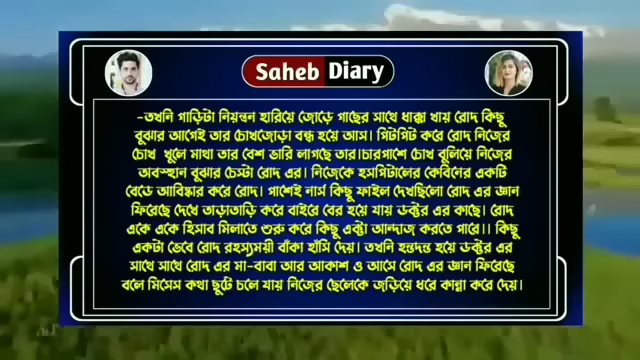 Saheb Diary
-তখনি গাড়িটা নিয়ন্তন হারিয়ে জোড়ে গাছের সাথে ধাক্কা খায় রোদ কিছু
বুঝার আগেই তার চোখজোড়া বন্ধ হয়ে আস। পিটপিট করে রোদ নিজের
চোখ খুলে মাথা তার বেশ ভারি লাগছে তার।চারপাশে চোখ বুলিয়ে নিজের
অবস্থান বুঝার চেস্টা রোদ এর। নিজেকে হসপিটালের কেবিনের একটি
বেডে আবিষ্কার করে রোদ। পাশেই নার্স কিছু ফাইল দেখছিলো রোদ এর জ্ঞান
ফিরেছে দেখে তাড়াতাড়ি করে বাইরে বের হয়ে যায় ডক্টর এর কাছে। রোদ
একে একে হিসাব মিলাতে শুরু করে কিছু একটা আন্দাজ করতে পারে।। কিছু
একটা ভেবে রোদ রহস্যময়ী বাঁকা হাঁসি দেয়। তখনি হন্তদন্ত হয়ে ডক্টর এর
সাথে সাথে রোদ এর মা-বাবা আর আকাশ ও আসে রোদ এর জ্ঞান ফিরেছে
বলে মিসেস কথা ছুটে চলে যায় নিজের ছেলেকে জড়িয়ে ধরে কান্না করে দেয়।